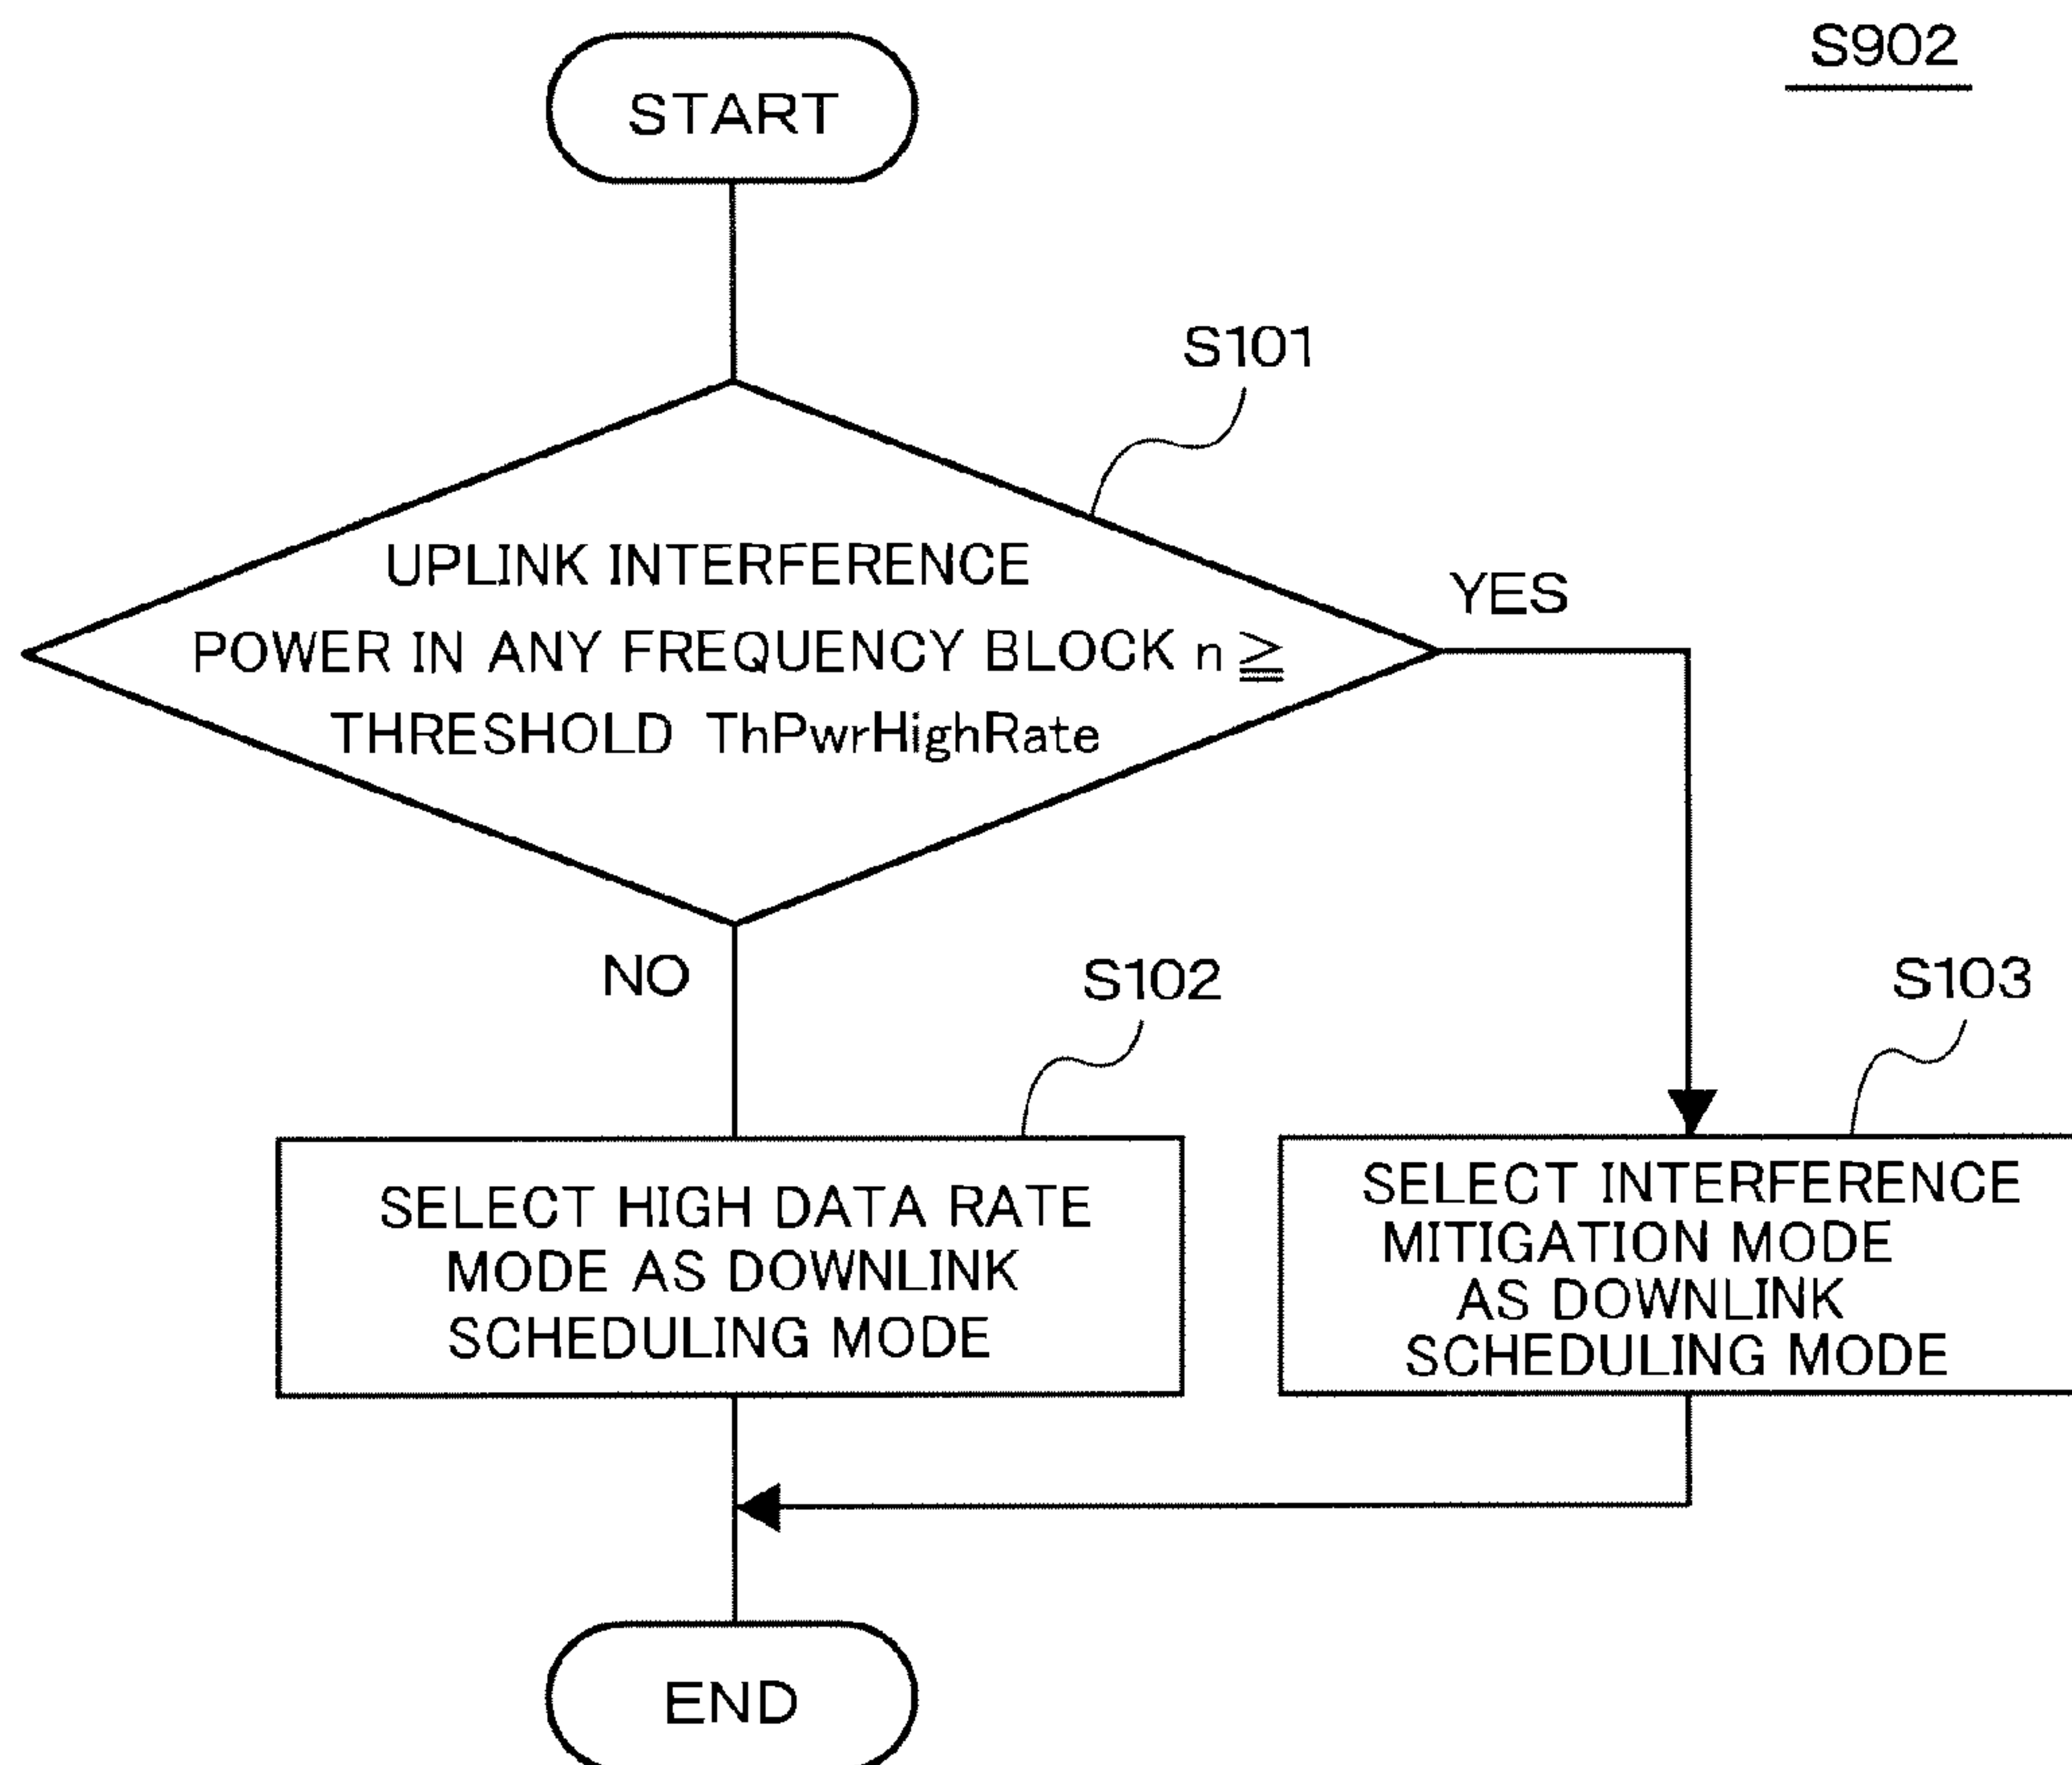 S902
START
S101
UPLINK INTERFERENCE
POWER IN ANY FREQUENCY BLOCK n ≧
THRESHOLD ThPwrHighRate
YES
NO
S102
S103
SELECT HIGH DATA RATE
MODE AS DOWNLINK
SCHEDULING MODE
SELECT INTERFERENCE
MITIGATION MODE
AS DOWNLINK
SCHEDULING MODE
END